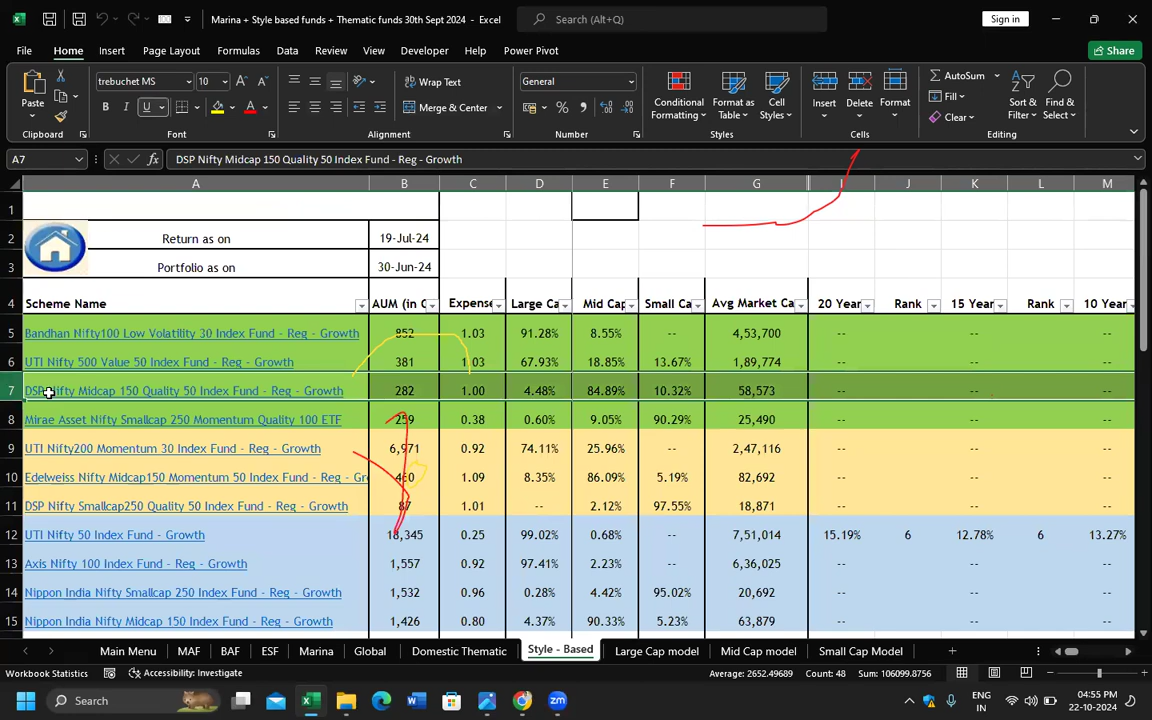 Marina + Style based funds + Thematic funds 30th Sept 2024 - Excel
Search (Alt+Q)
Sign in
File Home Insert Page Layout Formulas Data Review View Developer Help Power Pivot
Share
Paste
trebuchet MS 10
B I U
Wrap Text
Merge & Center
General
Conditional Formatting
Format as Table
Cell Styles
Insert
Delete
Format
AutoSum
Fill
Clear
Sort & Filter
Find & Select
Clipboard Font Alignment Number Styles Cells Editing
A7 fx DSP Nifty Midcap 150 Quality 50 Index Fund - Reg - Growth
A B C D E F G I J K L M
1
2 Return as on 19-Jul-24
3 Portfolio as on 30-Jun-24
4 Scheme Name AUM (in C Expense Large Ca Mid Cap Small Ca Avg Market Ca 20 Year Rank 15 Year Rank 10 Year
5 Bandhan Nifty100 Low Volatility 30 Index Fund - Reg - Growth 852 1.03 91.28% 8.55% -- 4,53,700 -- -- -- -- --
6 UTI Nifty 500 Value 50 Index Fund - Reg - Growth 381 1.03 67.93% 18.85% 13.67% 1,89,774 -- -- -- -- --
7 DSP Nifty Midcap 150 Quality 50 Index Fund - Reg - Growth 282 1.00 4.48% 84.89% 10.32% 58,573 -- -- -- -- --
8 Mirae Asset Nifty Smallcap 250 Momentum Quality 100 ETF 259 0.38 0.60% 9.05% 90.29% 25,490 -- -- -- -- --
9 UTI Nifty200 Momentum 30 Index Fund - Reg - Growth 6,971 0.92 74.11% 25.96% -- 2,47,116 -- -- -- -- --
10 Edelweiss Nifty Midcap150 Momentum 50 Index Fund - Reg - Gr 1.09 8.35% 86.09% 5.19% 82,692 -- -- -- -- --
11 DSP Nifty Smallcap250 Quality 50 Index Fund - Reg - Growth 87 1.01 -- 2.12% 97.55% 18,871 -- -- -- -- --
12 UTI Nifty 50 Index Fund - Growth 18,345 0.25 99.02% 0.68% -- 7,51,014 15.19% 6 12.78% 6 13.27%
13 Axis Nifty 100 Index Fund - Reg - Growth 1,557 0.92 97.41% 2.23% -- 6,36,025 -- -- -- -- --
14 Nippon India Nifty Smallcap 250 Index Fund - Reg - Growth 1,532 0.96 0.28% 4.42% 95.02% 20,692 -- -- -- -- --
15 Nippon India Nifty Midcap 150 Index Fund - Reg - Growth 1,426 0.80 4.37% 90.33% 5.23% 63,879 -- -- -- -- --
Main Menu MAF BAF ESF Marina Global Domestic Thematic Style - Based Large Cap model Mid Cap model Small Cap Model
Workbook Statistics Accessibility: Investigate Average: 2652.49689 Count: 48 Sum: 106099.8756
Search ENG IN 04:55 PM 22-10-2024